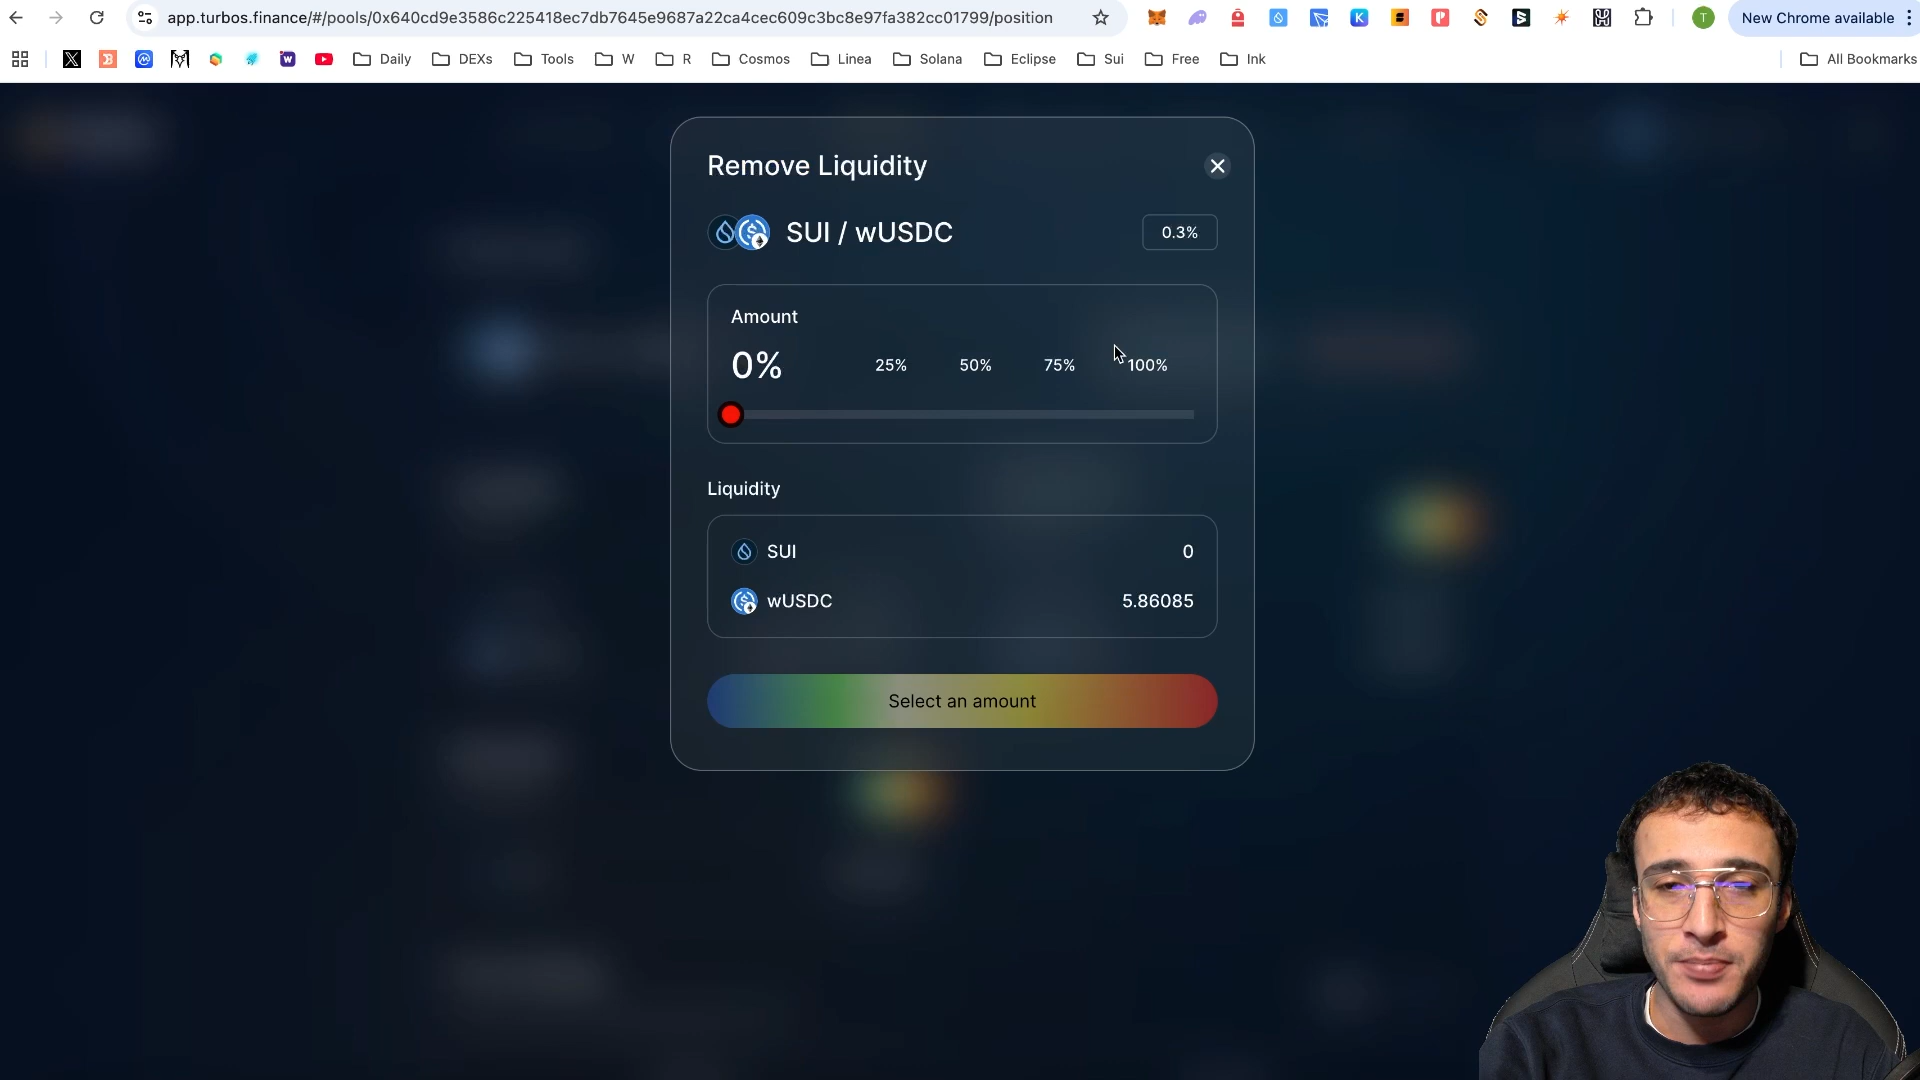 app.turbos.finance/#/pools/0x640cd9e3586c225418ec7db7645e9687a22ca4cec609c3bc8e97fa382cc01799/position
T
New Chrome available
Daily
DEXs
Tools
W
R
Cosmos
Linea
Solana
Eclipse
Sui
Free
Ink
All Bookmarks
Remove Liquidity
SUI / wUSDC
0.3%
Amount
0%
25%
50%
75%
100%
Liquidity
SUI
0
wUSDC
5.86085
Select an amount